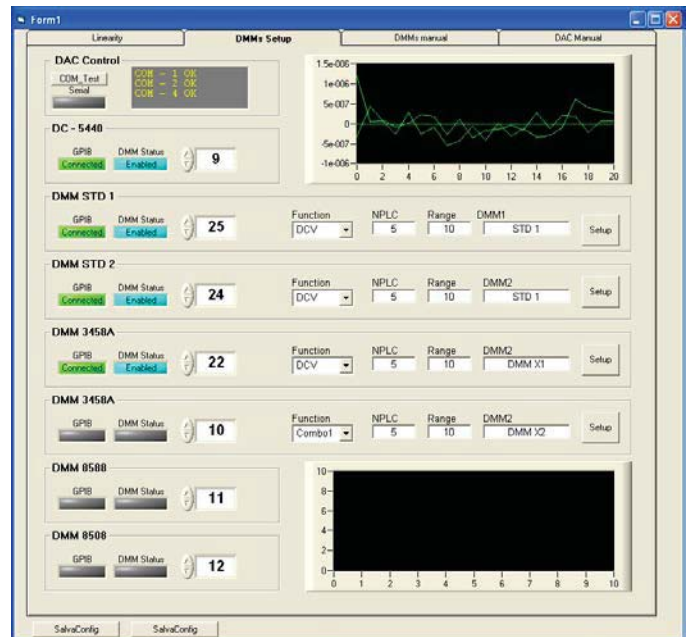 Form1
Linearity DMMs Setup DMMs manual DAC Manual
DAC Control
COM_Test
Serial
COM - 1 OK
COM - 2 OK
COM - 4 OK
1.5e-006
1e-006
5e-007
0
-5e-007
-1e-006
0 2 4 6 8 10 12 14 16 18 20
DC - 5440
GPIB DMM Status
Connected Enabled 9
DMM STD 1
GPIB DMM Status Function NPLC Range DMM1
Connected Enabled 25 DCV 5 10 STD 1 Setup
DMM STD 2
GPIB DMM Status Function NPLC Range DMM2
Connected Enabled 24 DCV 5 10 STD 1 Setup
DMM 3458A
GPIB DMM Status Function NPLC Range DMM2
Connected Enabled 22 DCV 5 10 DMM X1 Setup
DMM 3458A
GPIB DMM Status Function NPLC Range DMM2
10 Combo1 5 10 DMM X2 Setup
DMM 8508
GPIB DMM Status
11
DMM 8508
GPIB DMM Status
12
10
8
6
4
2
0
0 1 2 3 4 5 6 7 8 9 10
SalvaConfig SalvaConfig